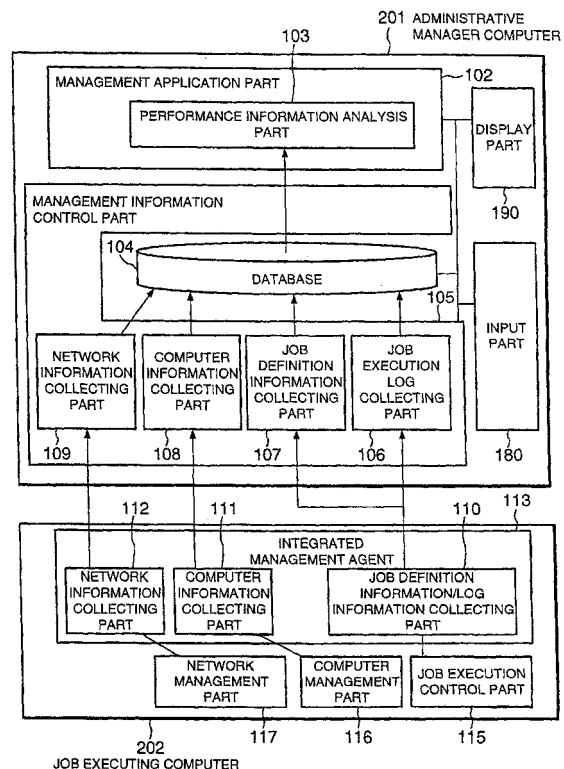 201 ADMINISTRATIVE
MANAGER COMPUTER
103
102
MANAGEMENT APPLICATION PART
PERFORMANCE INFORMATION ANALYSIS
PART
DISPLAY
PART
190
MANAGEMENT INFORMATION
CONTROL PART
104
DATABASE
105
INPUT
PART
180
NETWORK
INFORMATION
COLLECTING
PART
109
COMPUTER
INFORMATION
COLLECTING
PART
108
JOB
DEFINITION
INFORMATION
COLLECTING
PART
107
JOB
EXECUTION
LOG
COLLECTING
PART
106
112
111
110
113
INTEGRATED
MANAGEMENT AGENT
NETWORK
INFORMATION
COLLECTING
PART
COMPUTER
INFORMATION
COLLECTING
PART
JOB DEFINITION
INFORMATION/LOG
INFORMATION COLLECTING
PART
NETWORK
MANAGEMENT
PART
117
COMPUTER
MANAGEMENT
PART
116
JOB EXECUTION
CONTROL PART
115
202
JOB EXECUTING COMPUTER